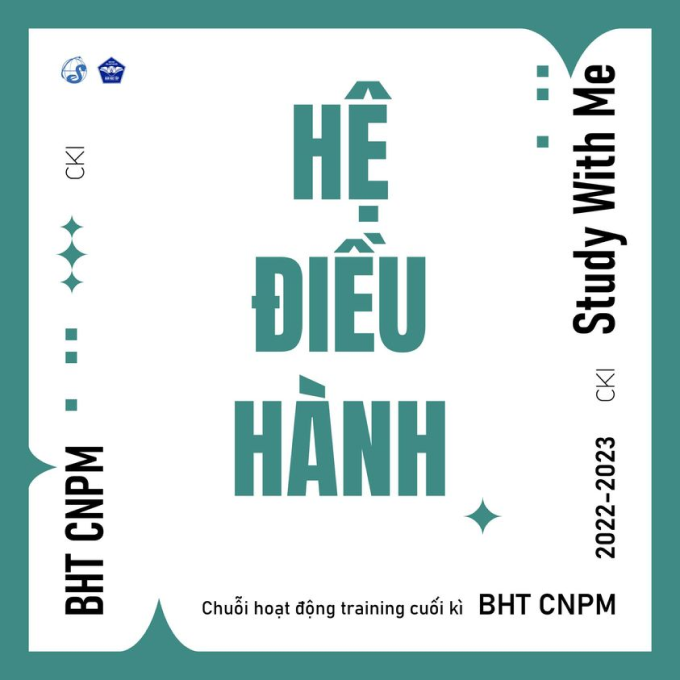 CKI
BHT CNPM
HỆ
ĐIỀU
HÀNH
Study With Me
CKI
2022-2023
Chuỗi hoạt động training cuối kì BHT CNPM